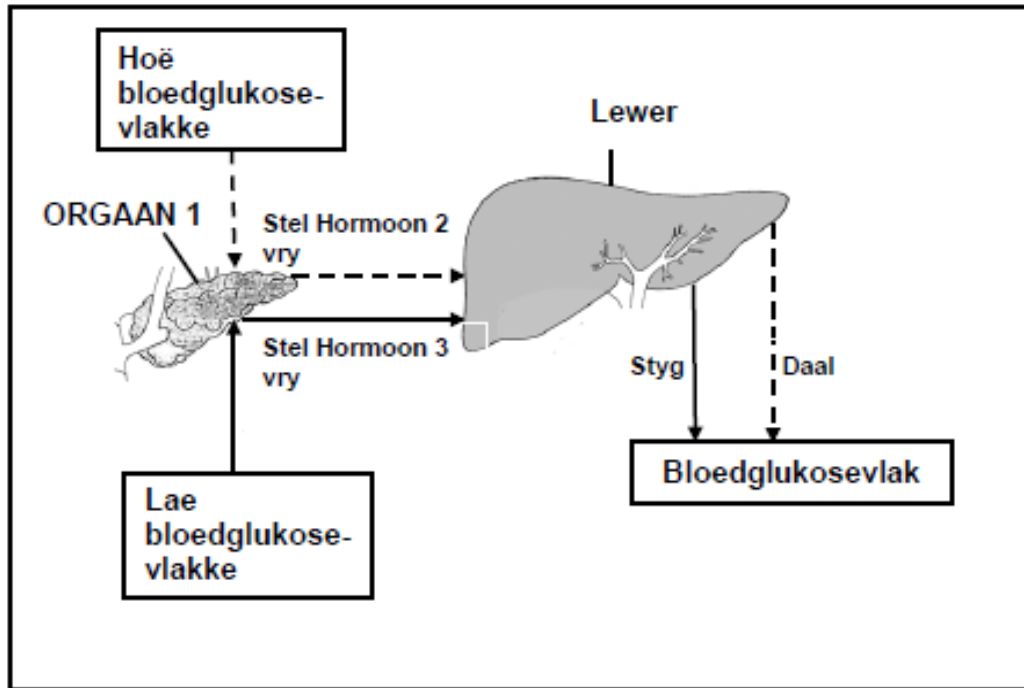 Hoë
bloedglukose-
vlakke
Lewer
ORGAAN 1
Stel Hormoon 2
vry
Stel Hormoon 3
vry
Styg
Daal
Bloedglukosevlak
Lae
bloedglukose-
vlakke